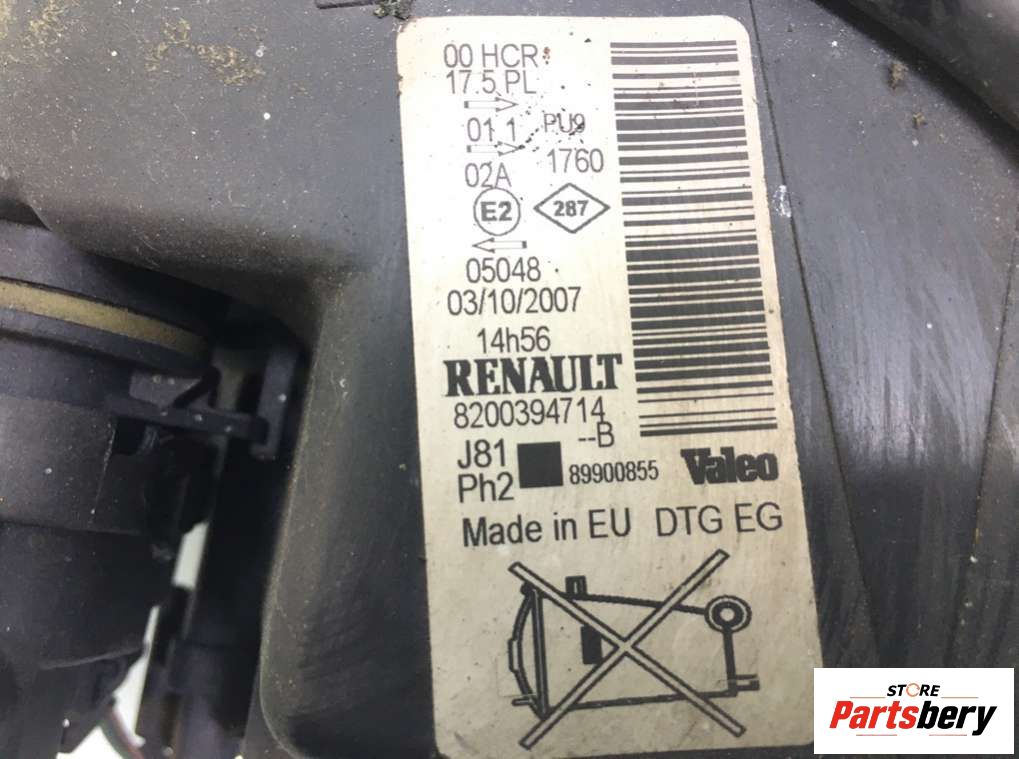 00 HCR
17.5 PL
01 1 PU9
02A 1760
E2 287
05048
03/10/2007
14h56
RENAULT
8200394714
--B
J81
Ph2 89900855 Valeo
Made in EU DTG EG
STORE
Partsbery